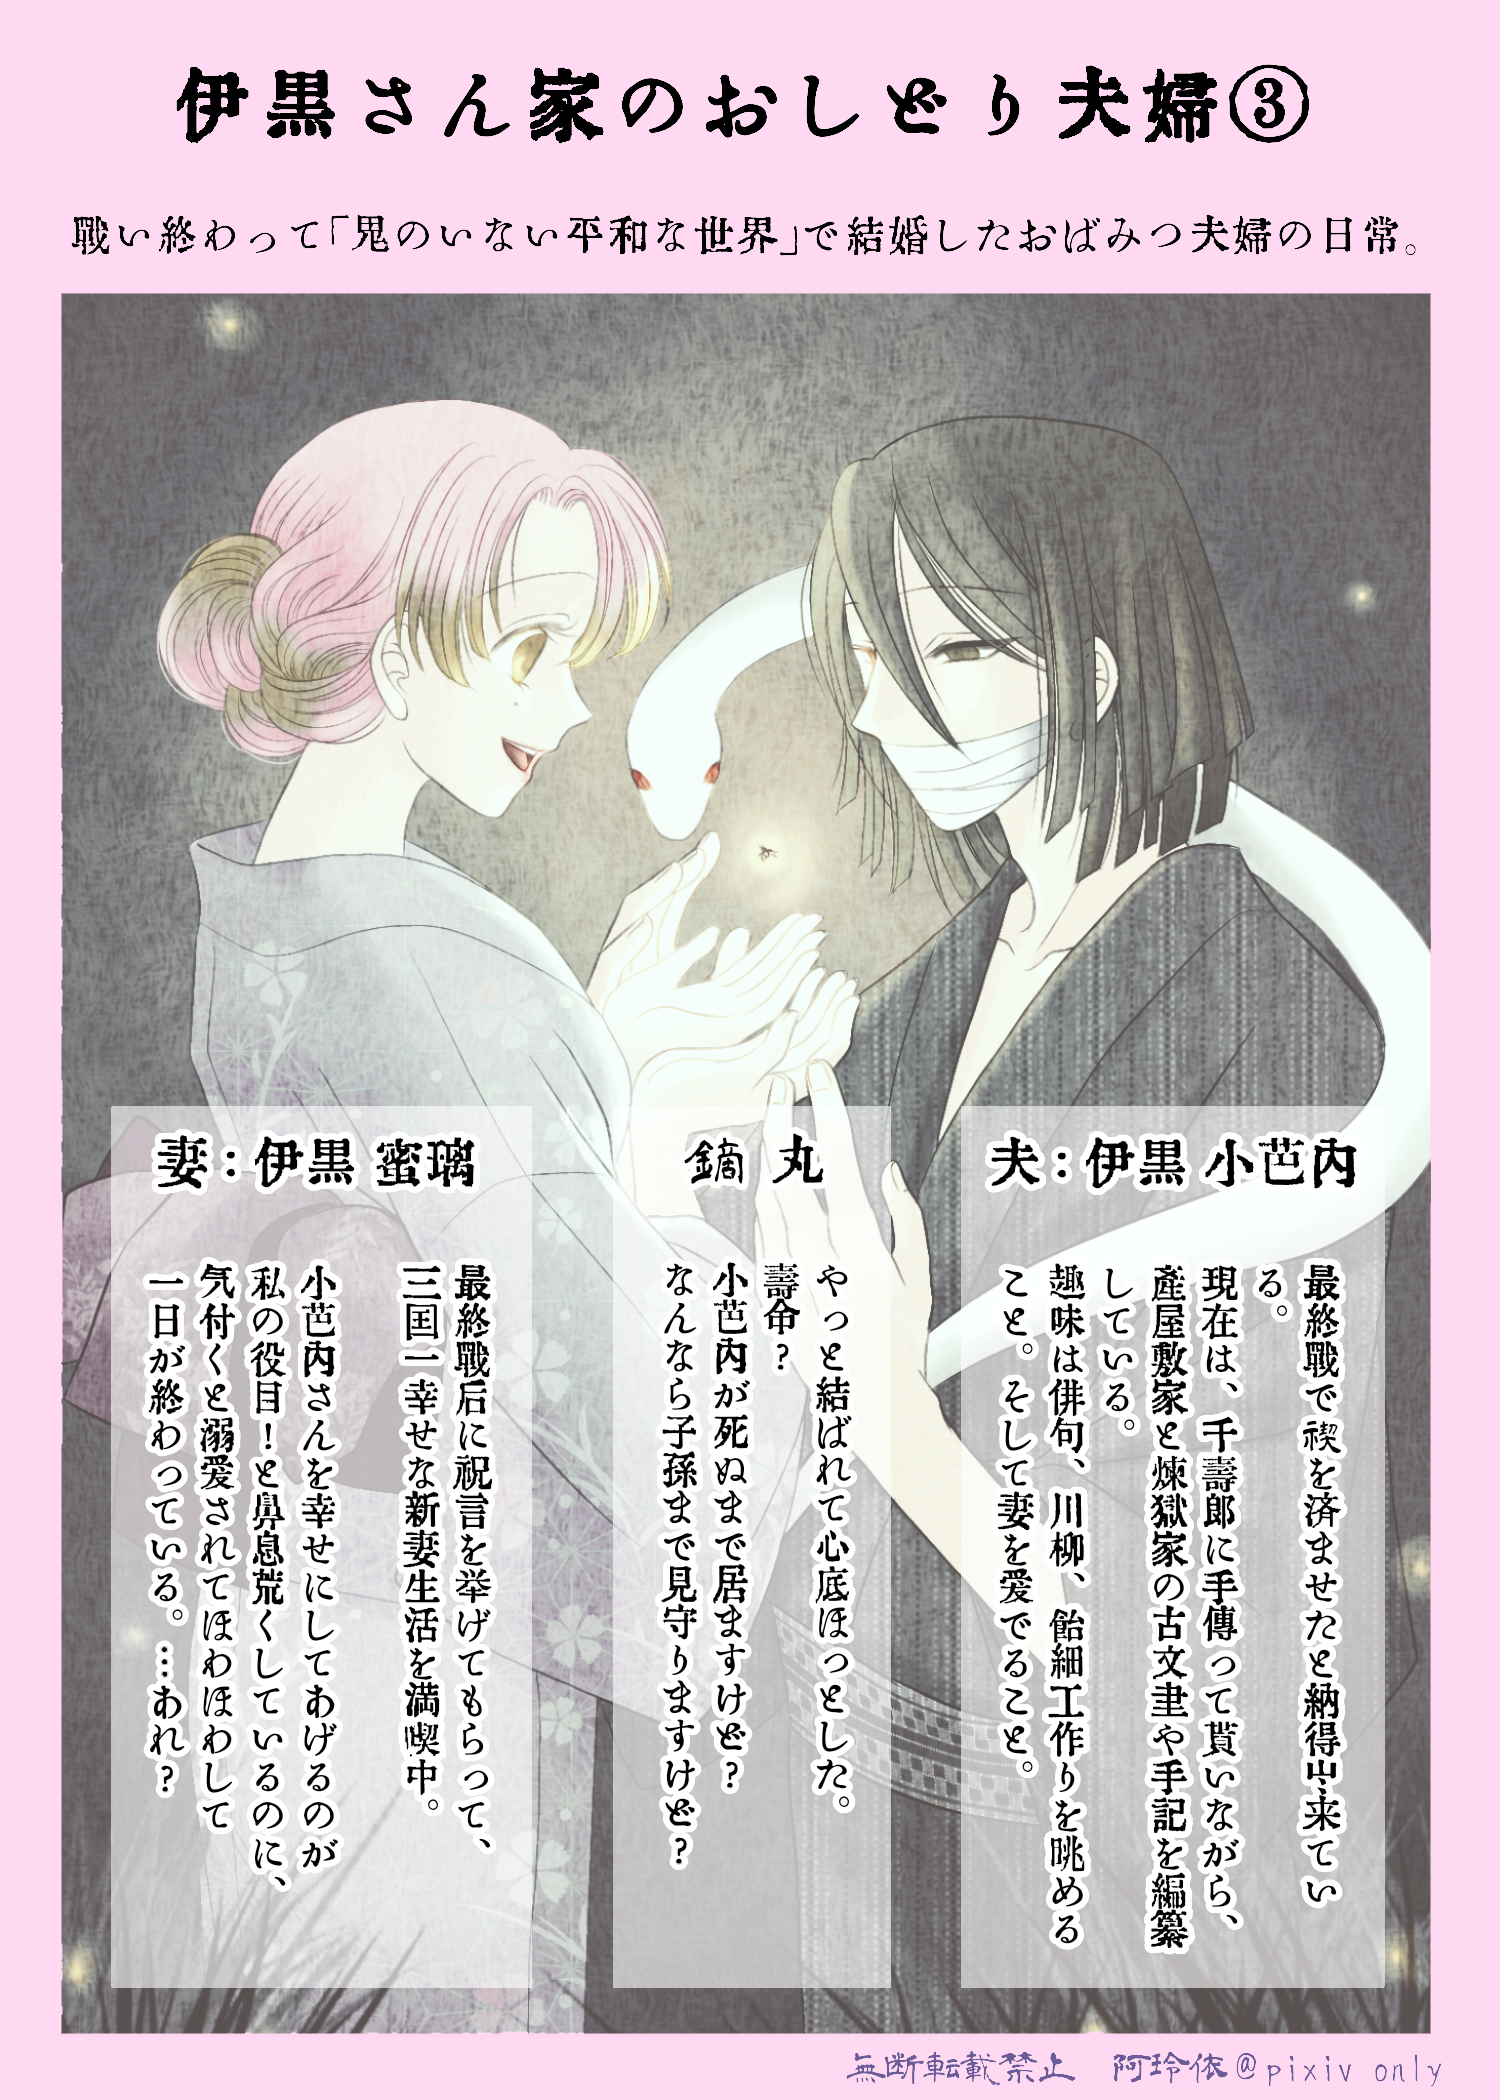 伊黒さん家のおしどり夫婦③
戰い終わって「鬼のいない平和な世界」で結婚したおばみつ夫婦の日常。
夫：伊黒 小芭内
最終戰で禊を済ませたと納得出来てい
る。
現在は、千壽郎に手傳って貰いながら、
產屋敷家と煉獄家の古文書や手記を編纂
している。
趣味は俳句、川柳、飴細工作りを眺める
こと。そして妻を愛でること。
鏑 丸
やっと結ばれて心底ほっとした。
壽命？
小芭内が死ぬまで居ますけど？
なんなら子孫まで見守りますけど？
妻：伊黒 蜜璃
最終戰后に祝言を挙げてもらって、
三国一幸せな新妻生活を満喫中。
小芭内さんを幸せにしてあげるのが
私の役目！と鼻息荒くしているのに、
気付くと溺愛されてほわほわして
一日が終わっている。…あれ？
無断転載禁止　阿玲依@pixiv only